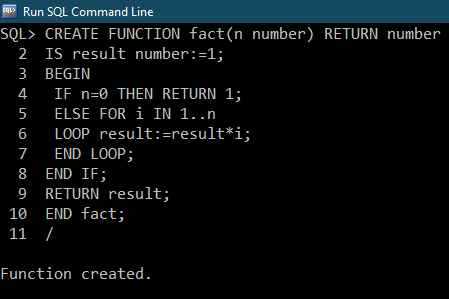 Run SQL Command Line
SQL> CREATE FUNCTION fact(n number) RETURN number
2 IS result number:=1;
3 BEGIN
4 IF n=0 THEN RETURN 1;
5 ELSE FOR i IN 1..n
6 LOOP result:=result*i;
7 END LOOP;
8 END IF;
9 RETURN result;
10 END fact;
11 /
Function created.